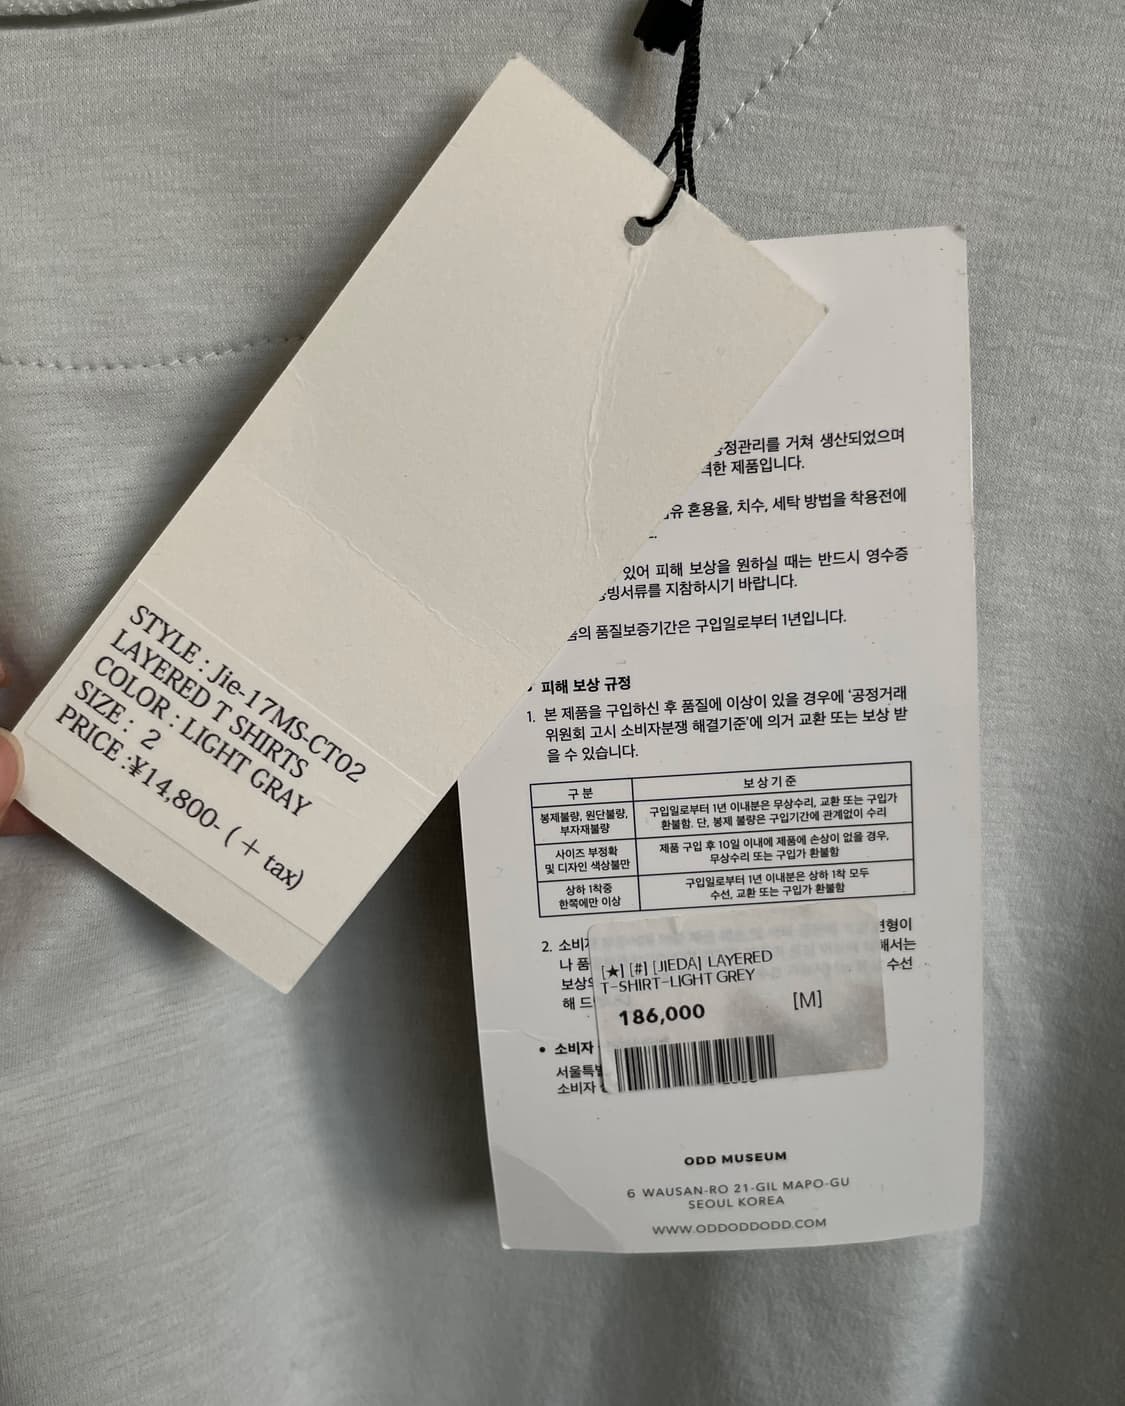 STYLE : Jie-17MS-CT02
LAYERED T SHIRTS
COLOR : LIGHT GRAY
SIZE : 2
PRICE :¥14,800- ( + tax)
공정관리를 거쳐 생산되었으며
격한 제품입니다.
혼용율, 치수, 세탁 방법을 착용전에
있어 피해 보상을 원하실 때는 반드시 영수증
빙서류를 지참하시기 바랍니다.
품의 품질보증기간은 구입일로부터 1년입니다.
피해 보상 규정
1. 본 제품을 구입하신 후 품질에 이상이 있을 경우에 '공정거래
위원회 고시 소비자분쟁 해결기준'에 의거 교환 또는 보상 받
을 수 있습니다.
구 분 보 상 기 준
봉제불량, 원단불량, 구입일로부터 1년 이내분은 무상수리, 교환 또는 구입가
부자재불량 환불함. 단, 봉제 불량은 구입기간에 관계없이 수리
사이즈 부정확 제품 구입 후 10일 이내에 제품에 손상이 없을 경우,
및 디자인 색상불만 무상수리 또는 구입가 환불함
상하 1착중 구입일로부터 1년 이내분은 상하 1착 모두
한쪽에만 이상 수선, 교환 또는 구입가 환불함
2. 소비자 변형이
나 품 해서는
보상의 수선
해 드
[★] [#] [JIEDA] LAYERED
T-SHIRT-LIGHT GREY
186,000 [M]
• 소비자
서울특별
소비자
ODD MUSEUM
6 WAUSAN-RO 21-GIL MAPO-GU
SEOUL KOREA
WWW.ODDODDODD.COM